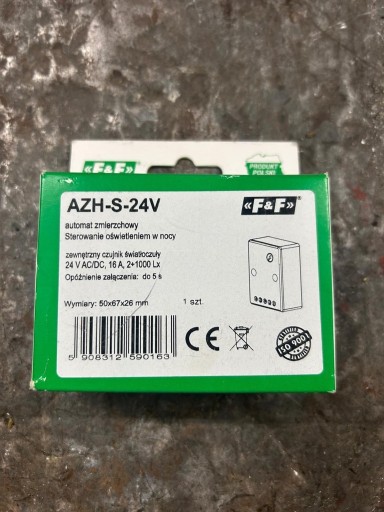 F&F
PRODUKT
POLSKI
AZH-S-24V
«F&F»
automat zmierzchowy
Sterowanie oświetleniem w nocy
zewnętrzny czujnik światłoczuły
24 V AC/DC, 16 A, 2÷1000 Lx
Opóźnienie załączenia: do 5 s
Wymiary: 50x67x26 mm
1 szt.
5 908312 590163
CE
ISO 9001